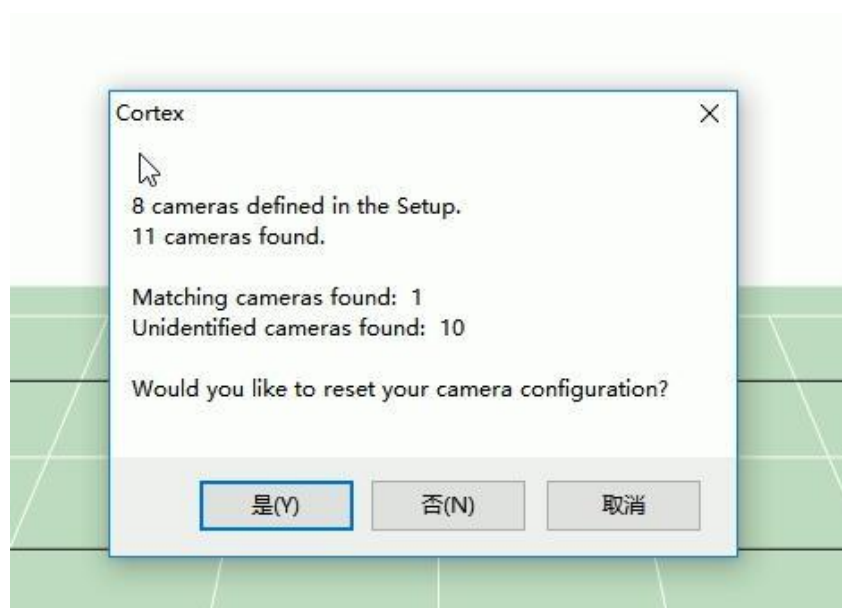 Cortex
8 cameras defined in the Setup.
11 cameras found.
Matching cameras found: 1
Unidentified cameras found: 10
Would you like to reset your camera configuration?
是(Y) 否(N) 取消